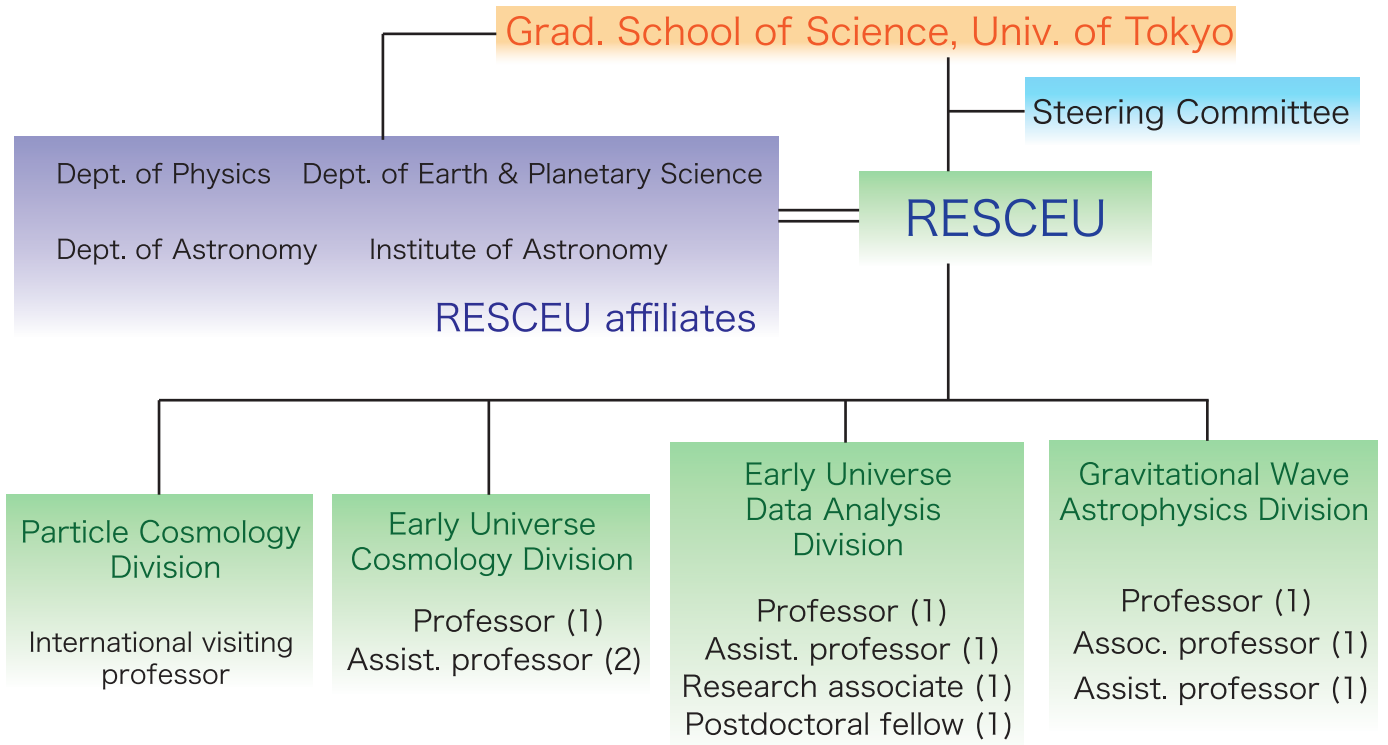 Grad. School of Science, Univ. of Tokyo
Steering Committee
Dept. of Physics Dept. of Earth & Planetary Science
Dept. of Astronomy Institute of Astronomy
RESCEU affiliates
RESCEU
Particle Cosmology
Division
International visiting
professor
Early Universe
Cosmology Division
Professor (1)
Assist. professor (2)
Early Universe
Data Analysis
Division
Professor (1)
Assist. professor (1)
Research associate (1)
Postdoctoral fellow (1)
Gravitational Wave
Astrophysics Division
Professor (1)
Assoc. professor (1)
Assist. professor (1)